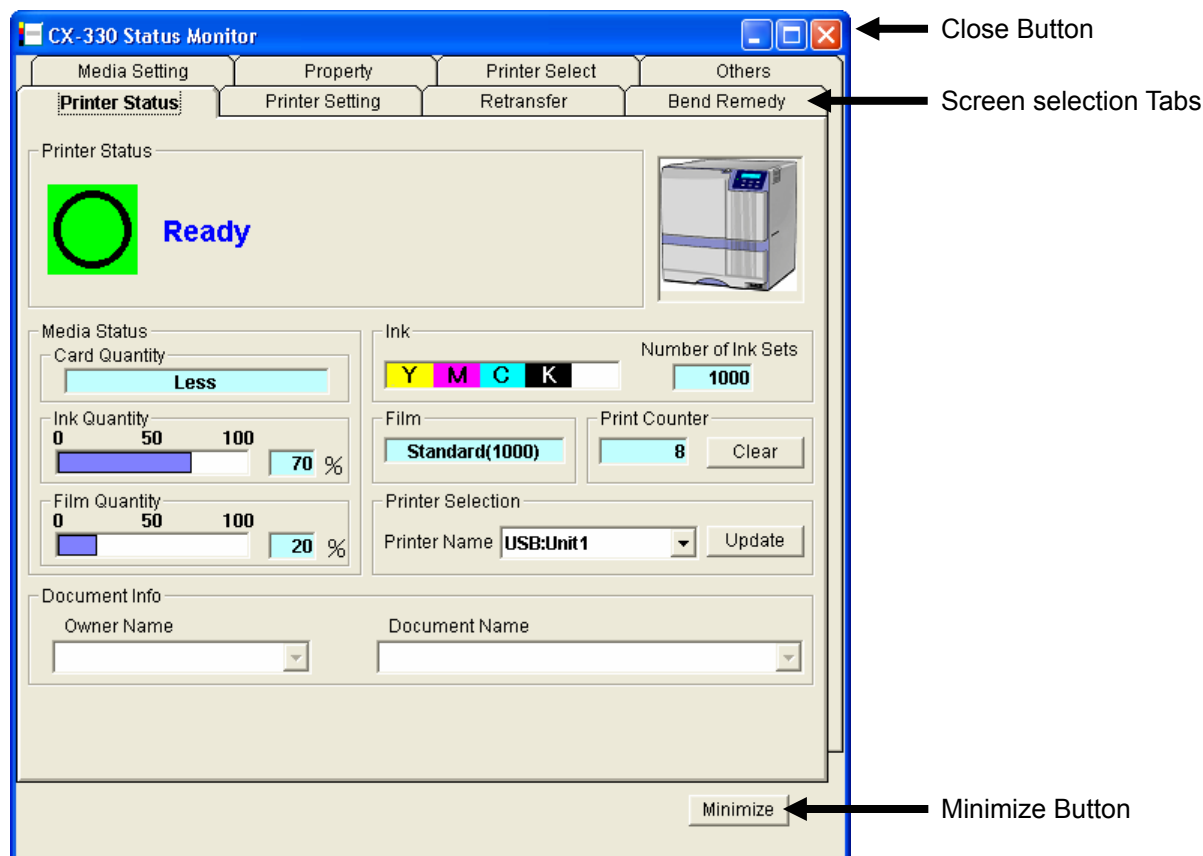 CX-330 Status Monitor
Close Button
Media Setting Property Printer Select Others
Printer Status Printer Setting Retransfer Bend Remedy
Screen selection Tabs
Printer Status
Ready
Media Status
Card Quantity
Less
Ink Quantity
0 50 100
70 %
Film Quantity
0 50 100
20 %
Ink
Y M C K
Number of Ink Sets
1000
Film
Standard(1000)
Print Counter
8 Clear
Printer Selection
Printer Name USB:Unit1 Update
Document Info
Owner Name Document Name
Minimize
Minimize Button